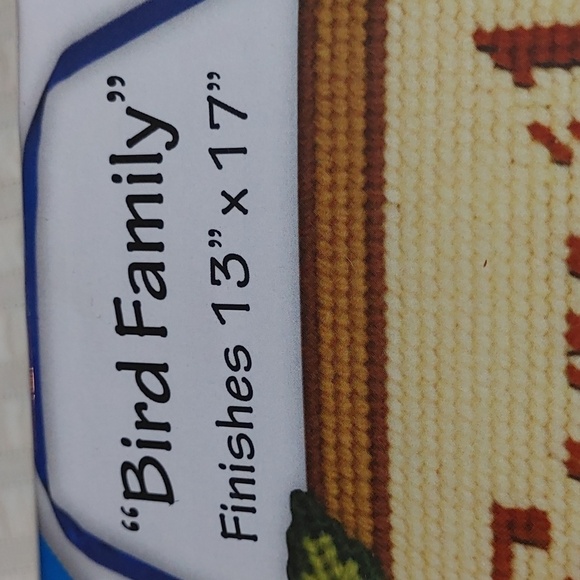 “Bird Family”
Finishes 13” x 17”